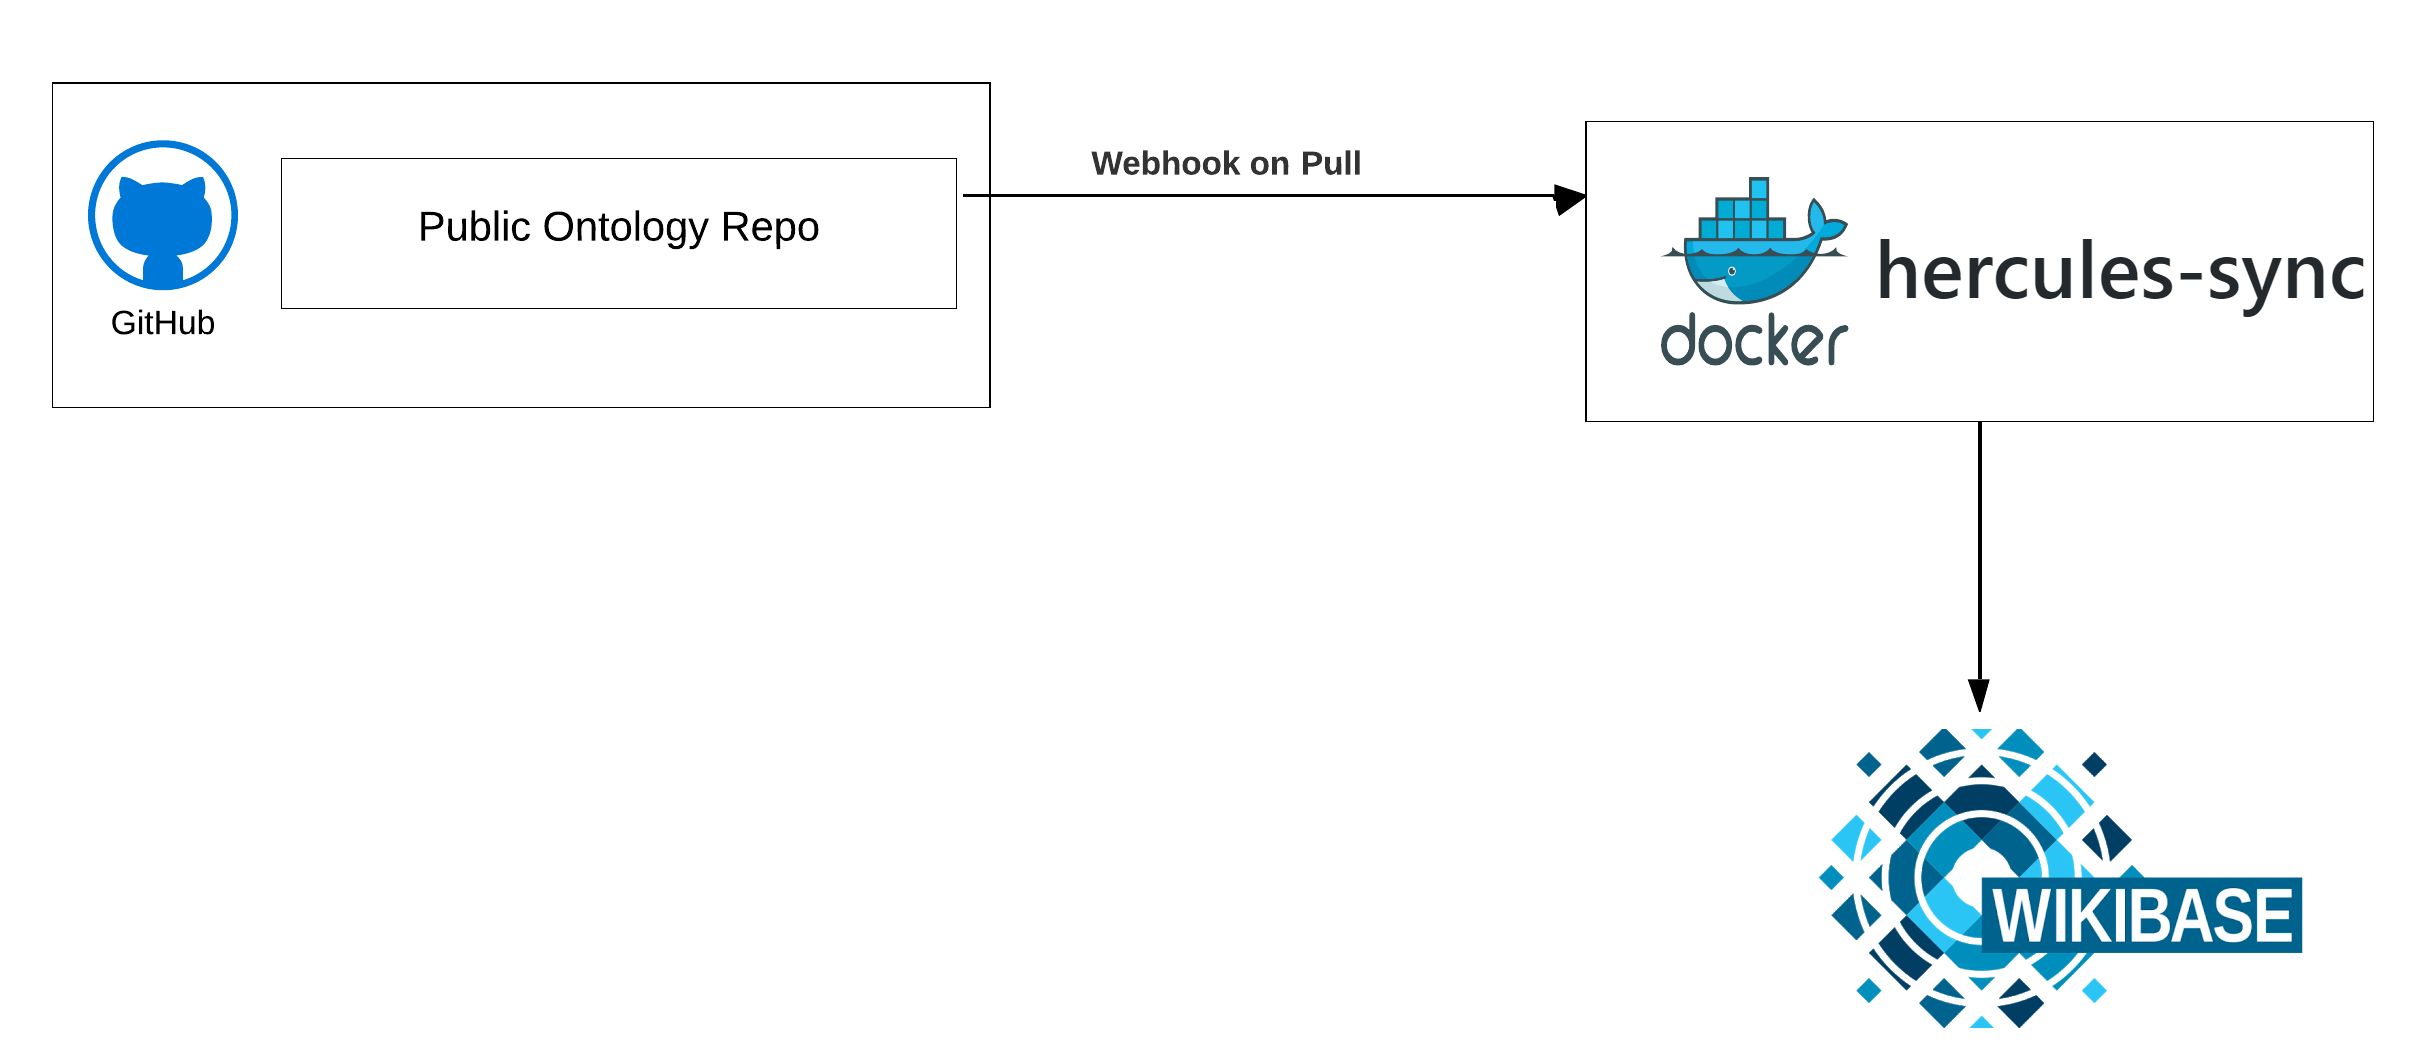 Webhook on Pull
Public Ontology Repo
GitHub
hercules-sync
docker
WIKIBASE